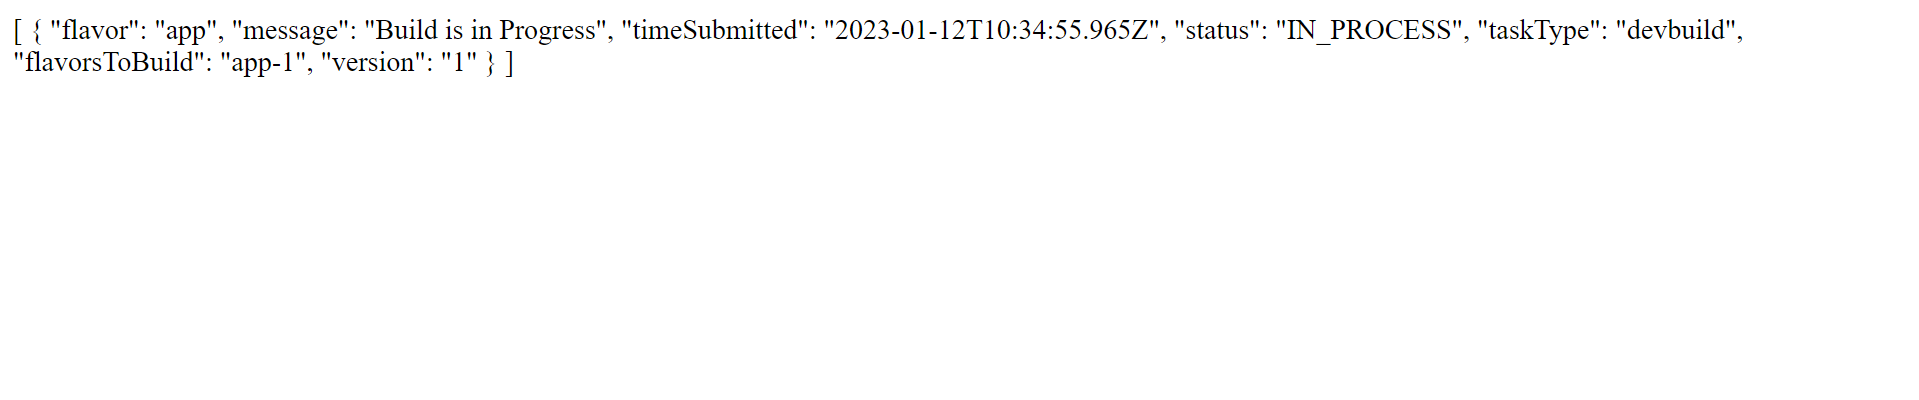 [ { "flavor": "app", "message": "Build is in Progress", "timeSubmitted": "2023-01-12T10:34:55.965Z", "status": "IN_PROCESS", "taskType": "devbuild",
"flavorsToBuild": "app-1", "version": "1" } ]